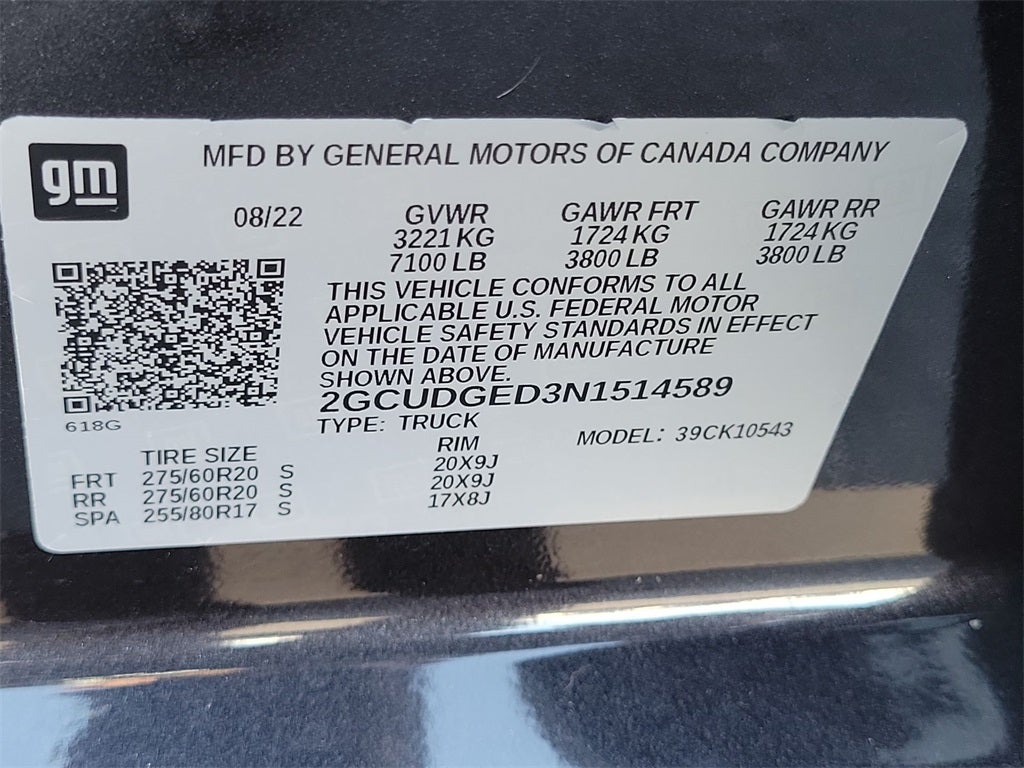 gm
MFD BY GENERAL MOTORS OF CANADA COMPANY
08/22 GVWR GAWR FRT GAWR RR
3221 KG 1724 KG 1724 KG
7100 LB 3800 LB 3800 LB
THIS VEHICLE CONFORMS TO ALL
APPLICABLE U.S. FEDERAL MOTOR
VEHICLE SAFETY STANDARDS IN EFFECT
ON THE DATE OF MANUFACTURE
SHOWN ABOVE.
2GCUDGED3N1514589
618G
TYPE: TRUCK MODEL: 39CK10543
TIRE SIZE RIM
FRT 275/60R20 S 20X9J
RR 275/60R20 S 20X9J
SPA 255/80R17 S 17X8J